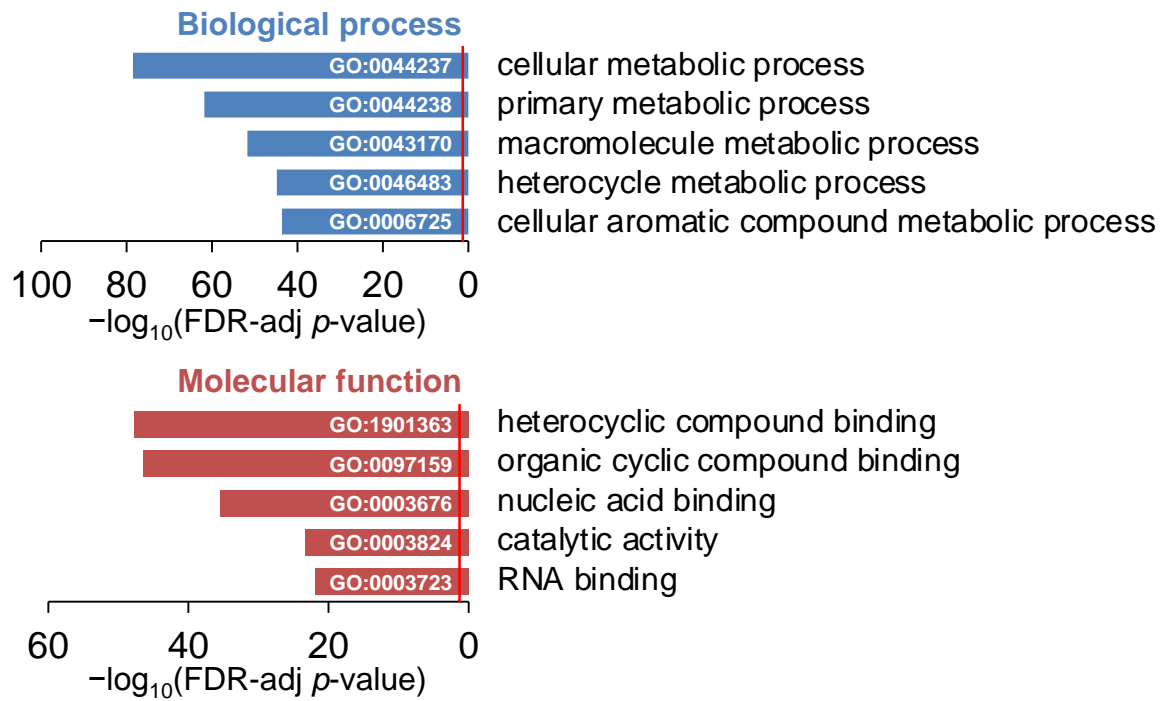 Biological process
GO:0044237 cellular metabolic process
GO:0044238 primary metabolic process
GO:0043170 macromolecule metabolic process
GO:0046483 heterocycle metabolic process
GO:0006725 cellular aromatic compound metabolic process
100 80 60 40 20 0
−log₁₀(FDR-adj p-value)
Molecular function
GO:1901363 heterocyclic compound binding
GO:0097159 organic cyclic compound binding
GO:0003676 nucleic acid binding
GO:0003824 catalytic activity
GO:0003723 RNA binding
60 40 20 0
−log₁₀(FDR-adj p-value)